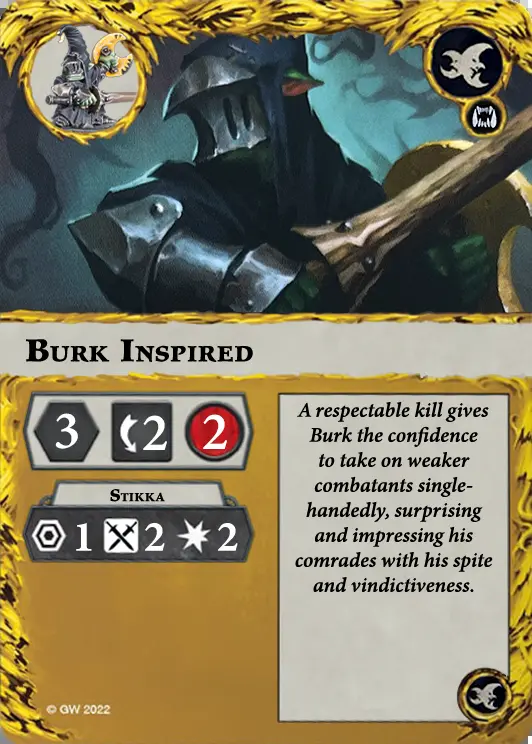 Burk Inspired
3 2 2
Stikka
1 2 2
A respectable kill gives
Burk the confidence
to take on weaker
combatants single-
handedly, surprising
and impressing his
comrades with his spite
and vindictiveness.
© GW 2022